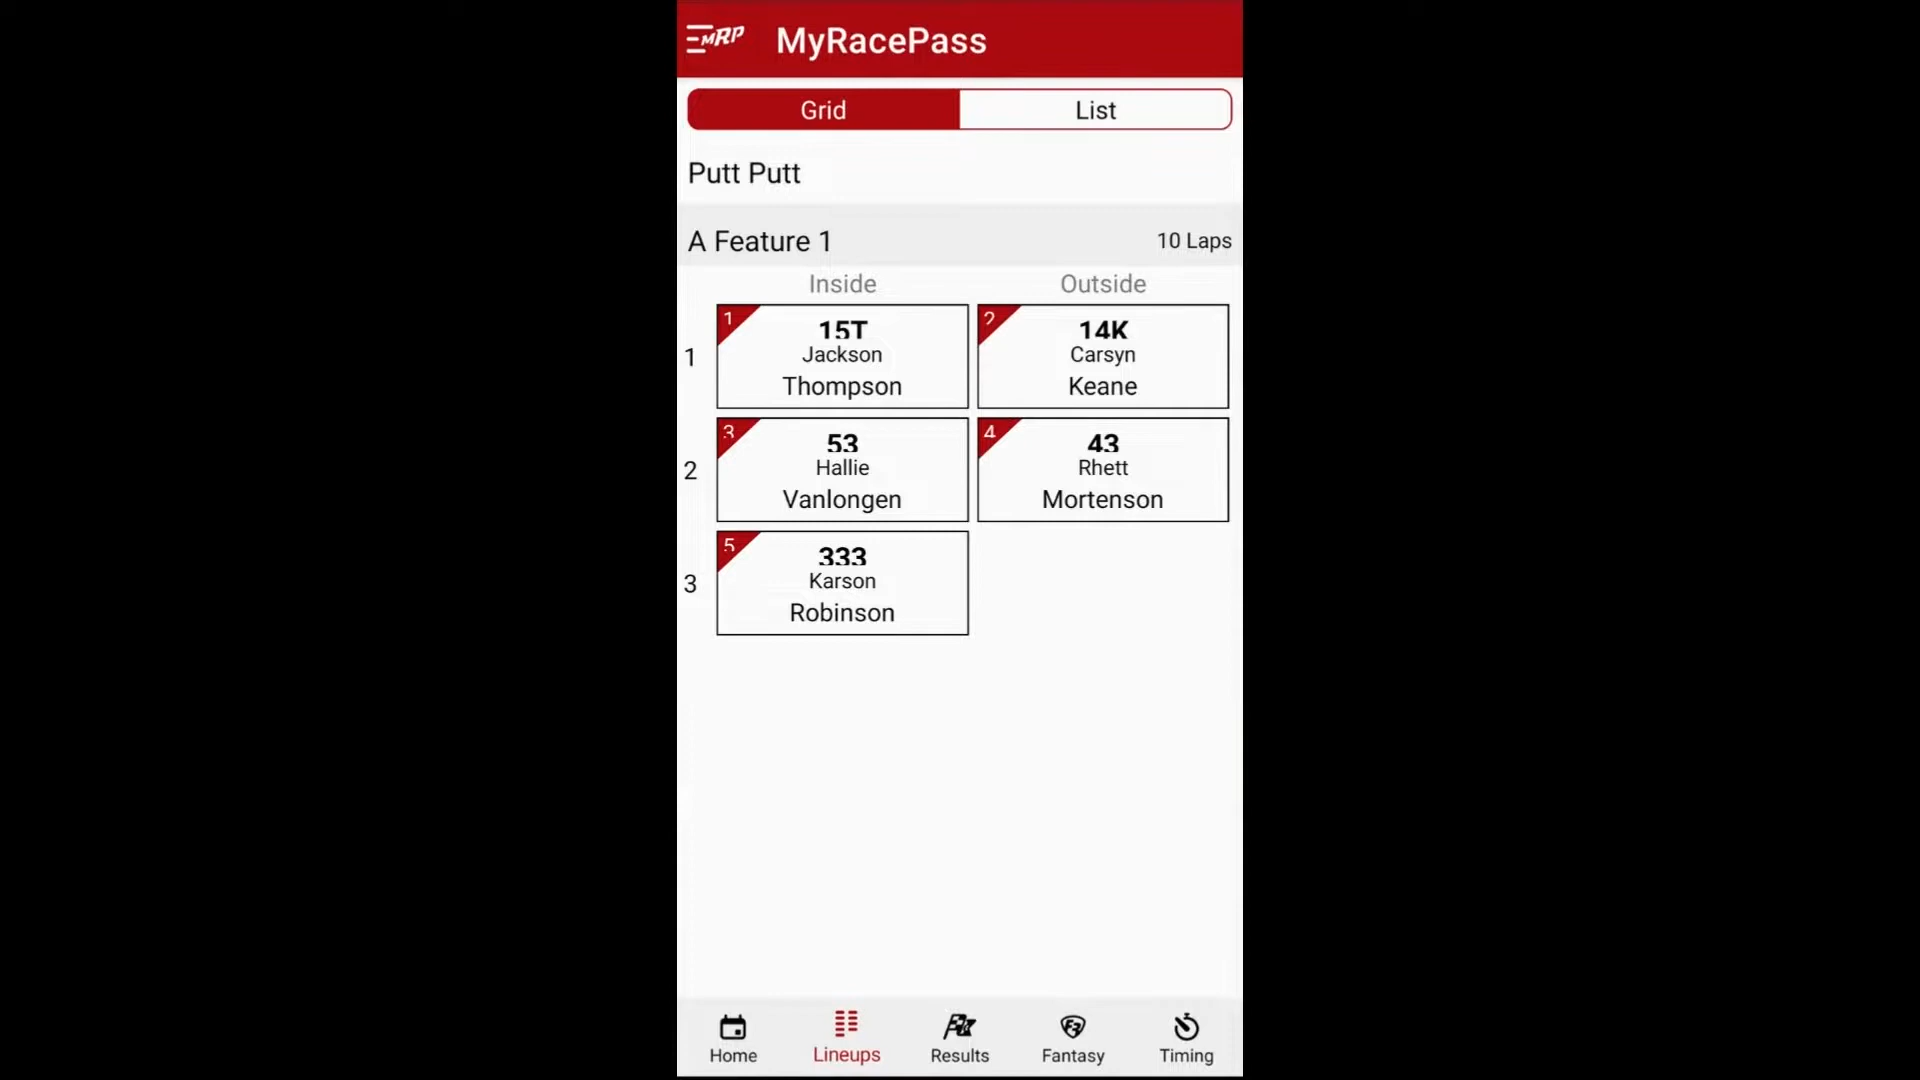 MRP MyRacePass
Grid List
Putt Putt
A Feature 1 10 Laps
Inside Outside
1
1
15T
Jackson
Thompson
2
14K
Carsyn
Keane
2
3
53
Hallie
Vanlongen
4
43
Rhett
Mortenson
3
5
333
Karson
Robinson
Home Lineups Results Fantasy Timing